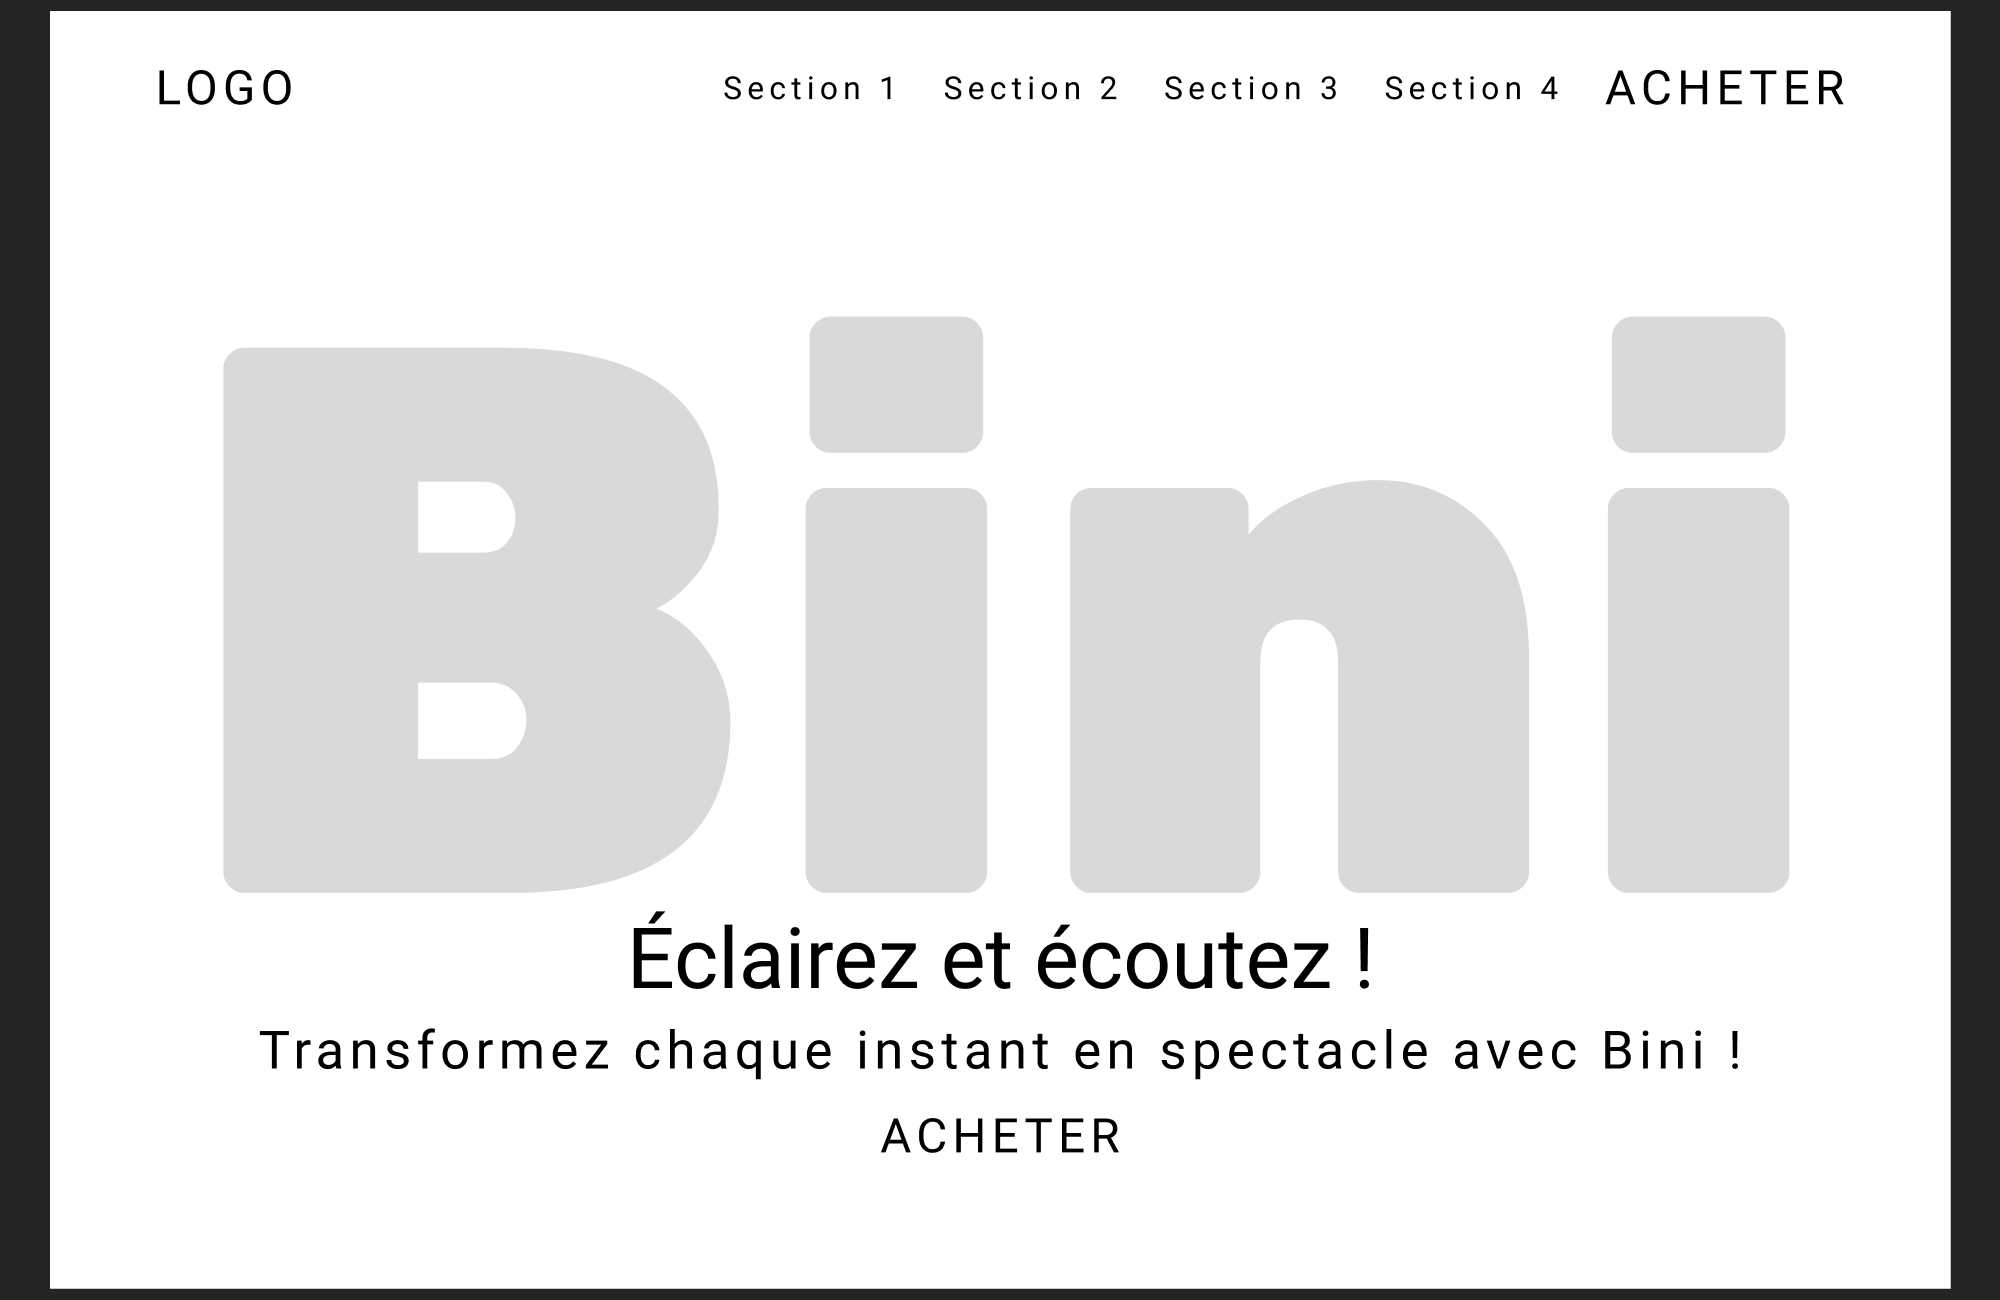 LOGO Section 1 Section 2 Section 3 Section 4 ACHETER
Bini
Éclairez et écoutez !
Transformez chaque instant en spectacle avec Bini !
ACHETER